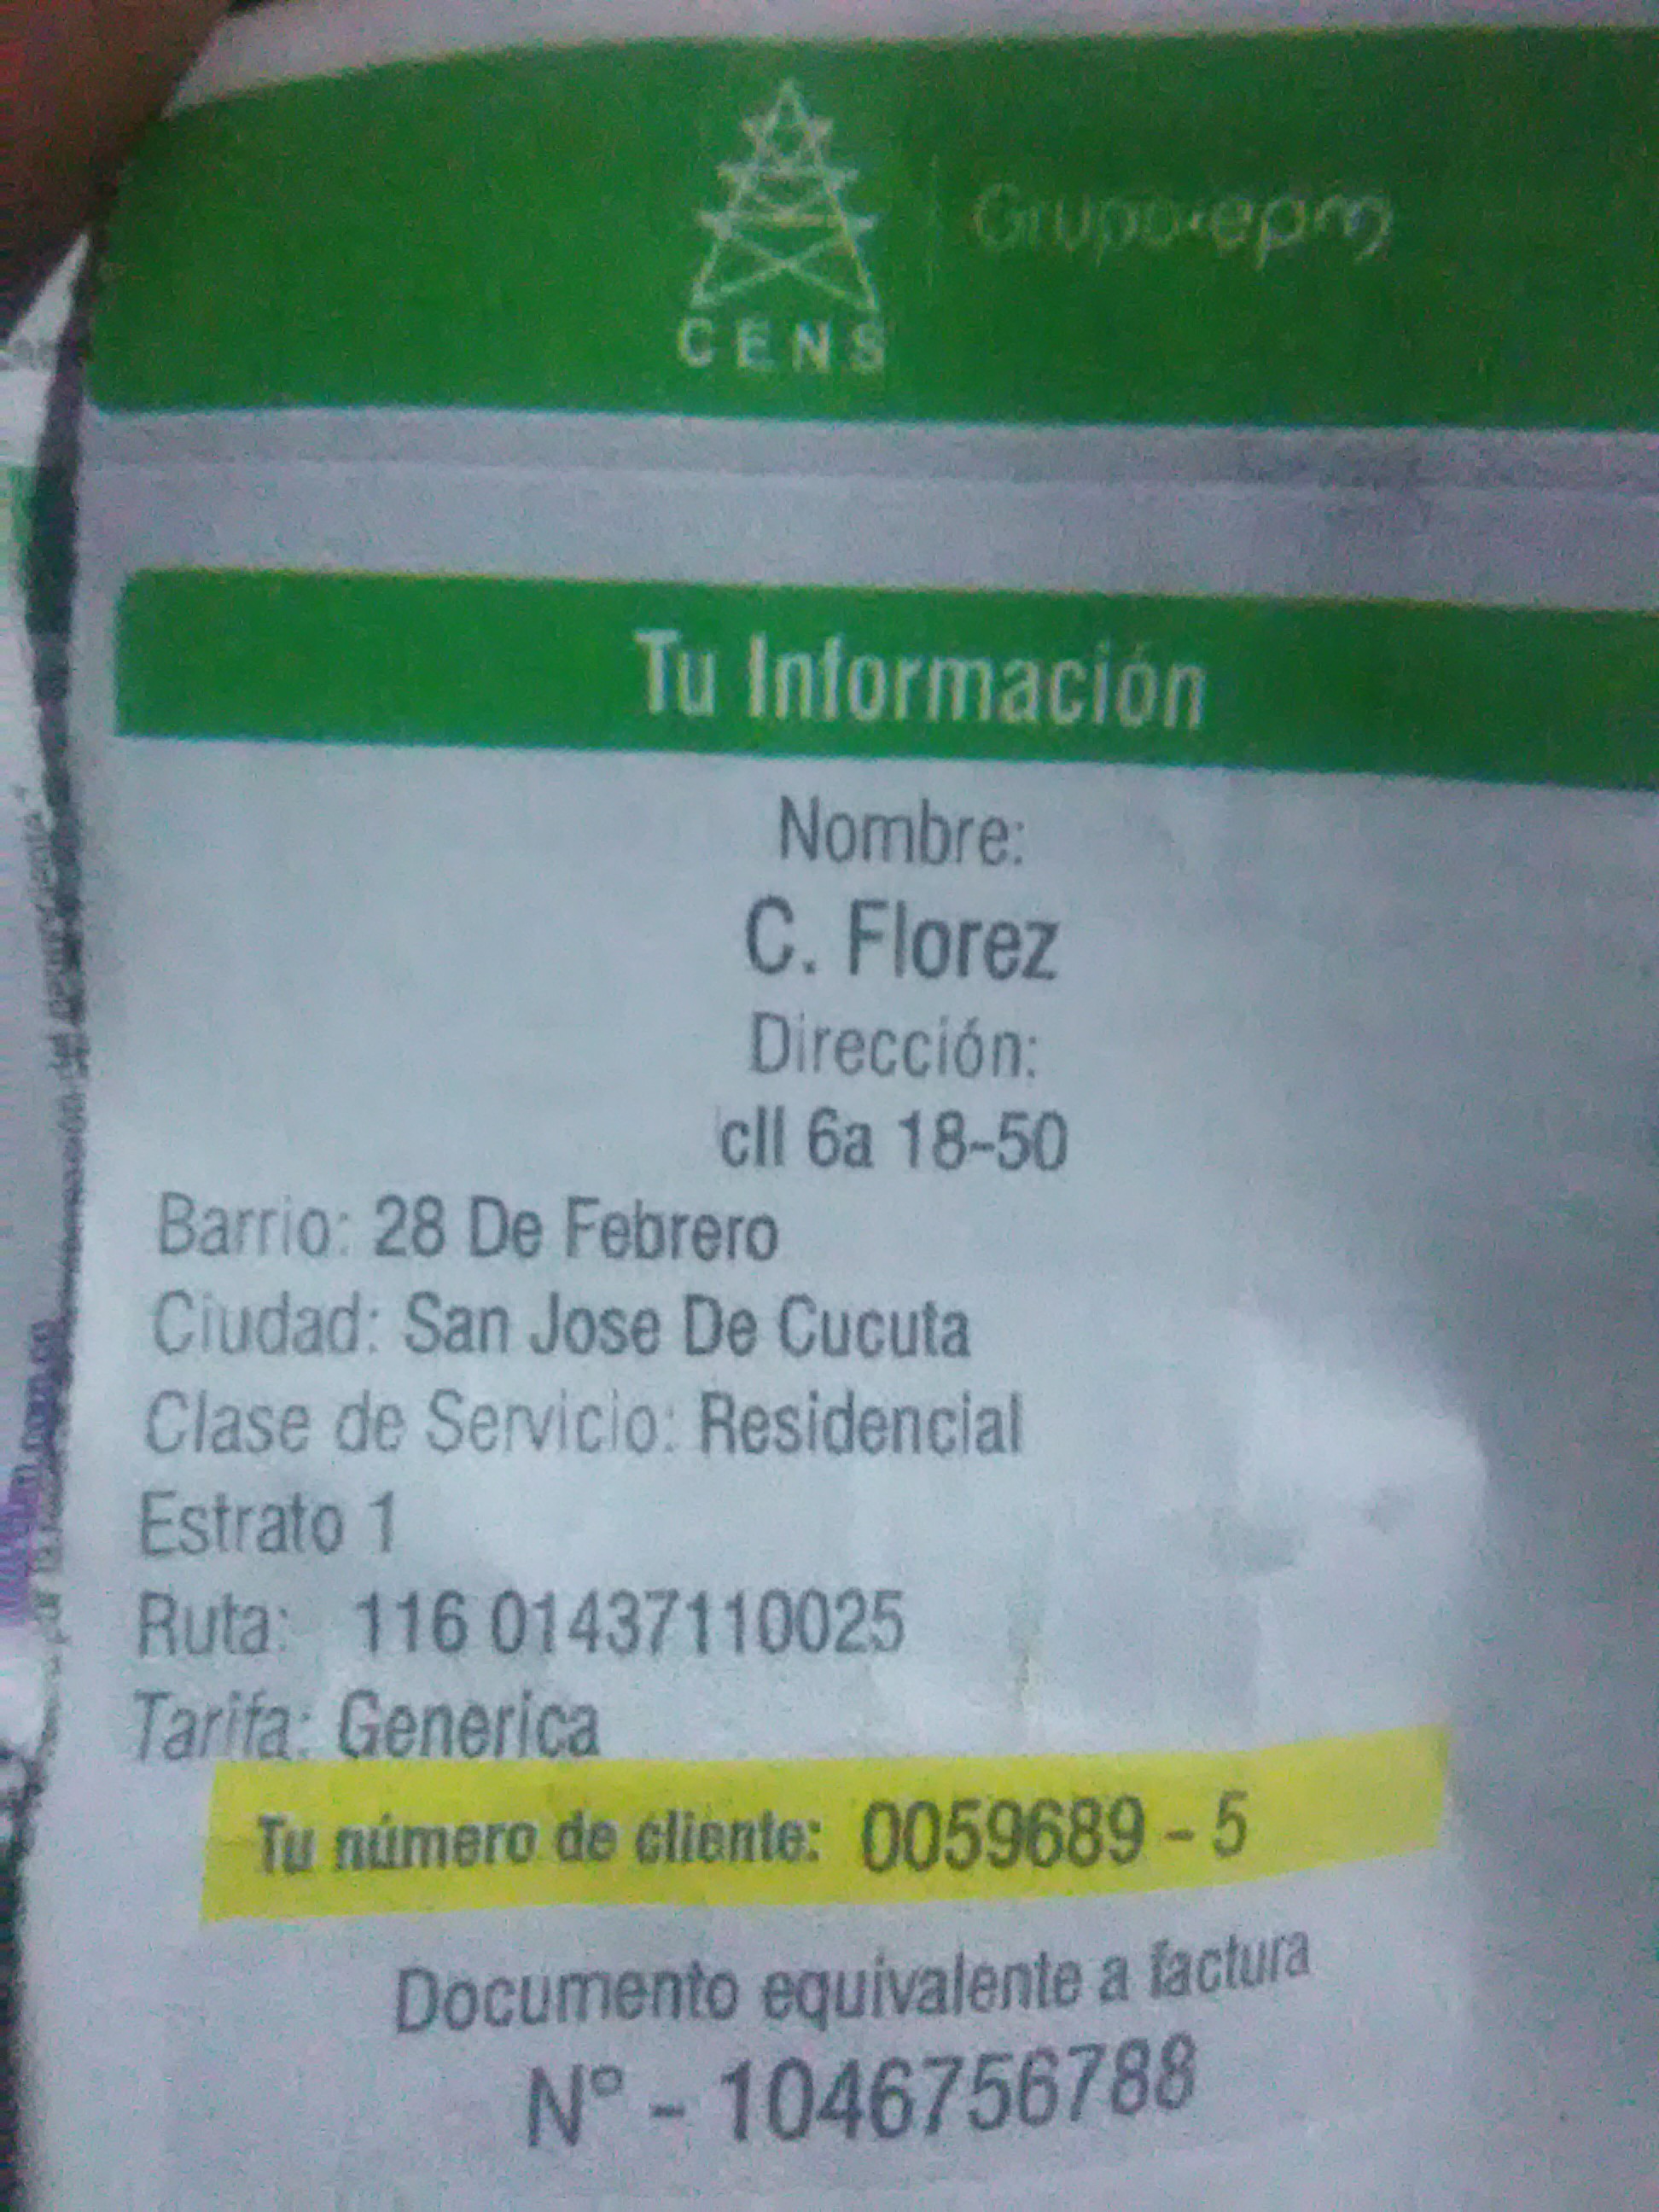 CENS
Grupo epm
Tu Información
Nombre:
C. Florez
Dirección:
cll 6a 18-50
Barrio: 28 De Febrero
Ciudad: San Jose De Cucuta
Clase de Servicio: Residencial
Estrato 1
Ruta: 116 01437110025
Tarifa: Generica
Tu número de cliente: 0059689 - 5
Documento equivalente a factura
N° - 1046756788